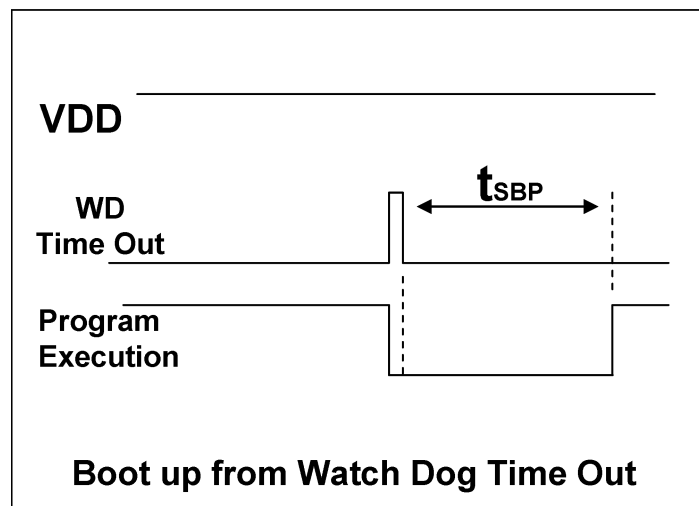 VDD
tSBP
WD
Time Out
Program
Execution
Boot up from Watch Dog Time Out